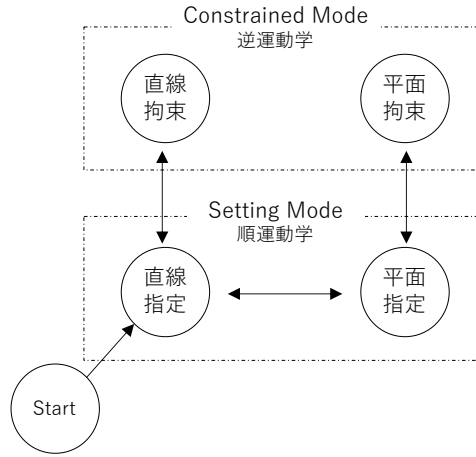 Constrained Mode
逆運動学
直線
拘束
平面
拘束
Setting Mode
順運動学
直線
指定
平面
指定
Start